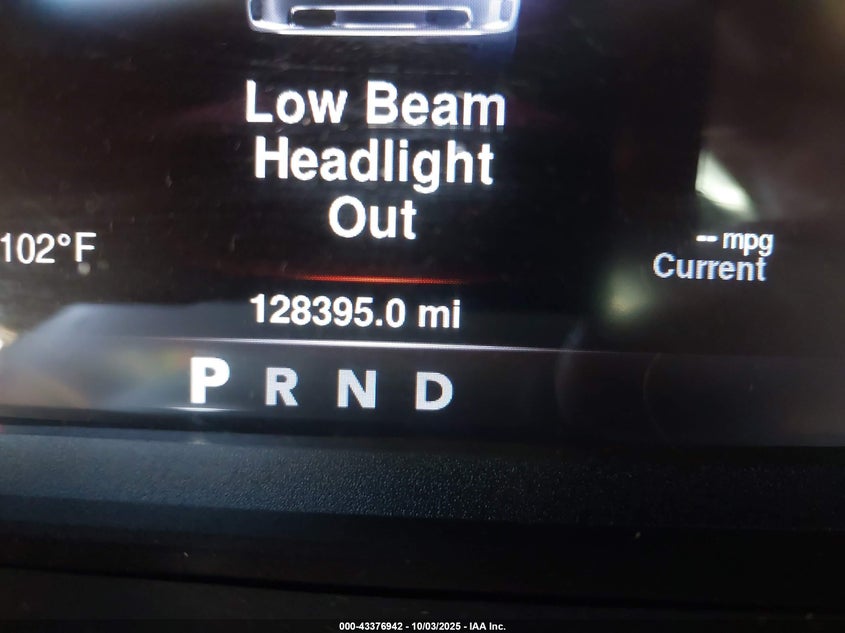 Low Beam
Headlight
Out
102°F
-- mpg
Current
128395.0 mi
P R N D
000-43376942 - 10/03/2025 - IAA Inc.